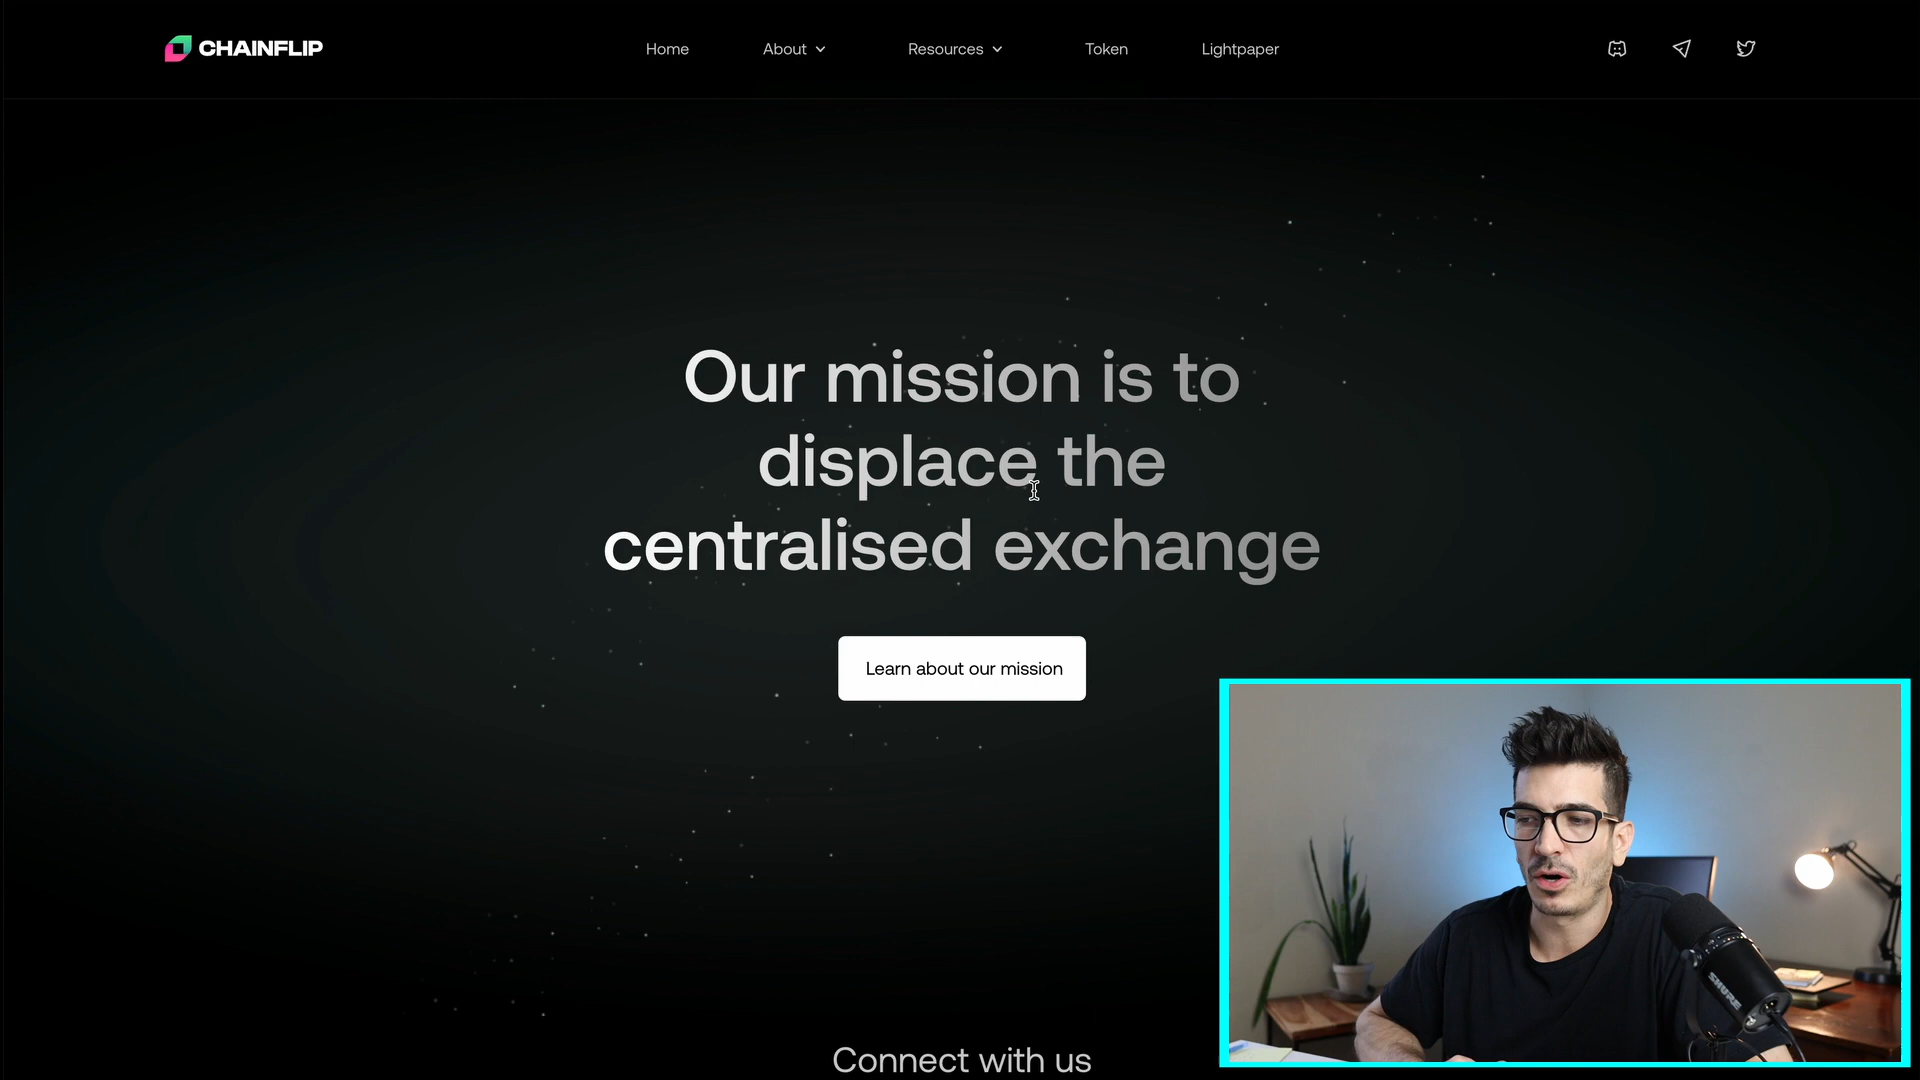 CHAINFLIP
Home
About
Resources
Token
Lightpaper
Our mission is to
displace the
centralised exchange
Learn about our mission
Connect with us
SHURE